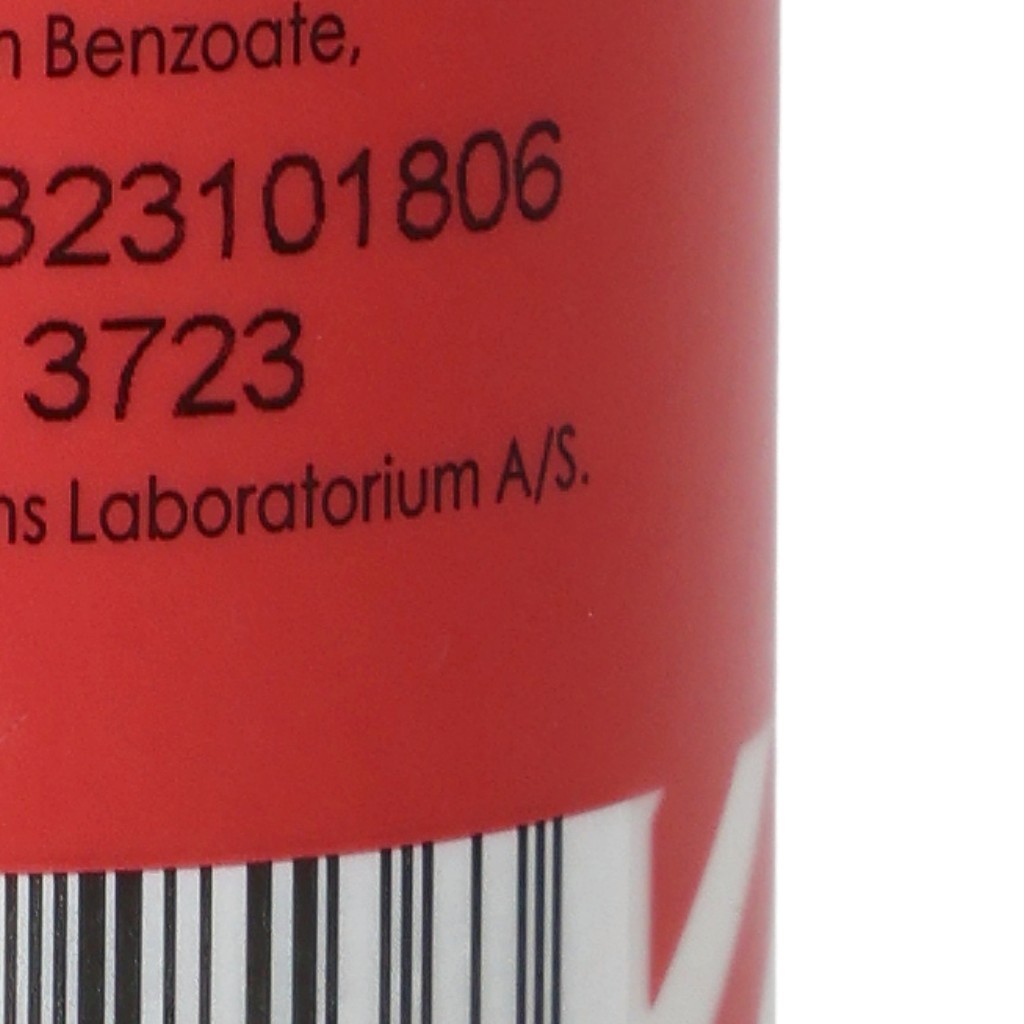 n Benzoate,
323101806
3723
ns Laboratorium A/S.